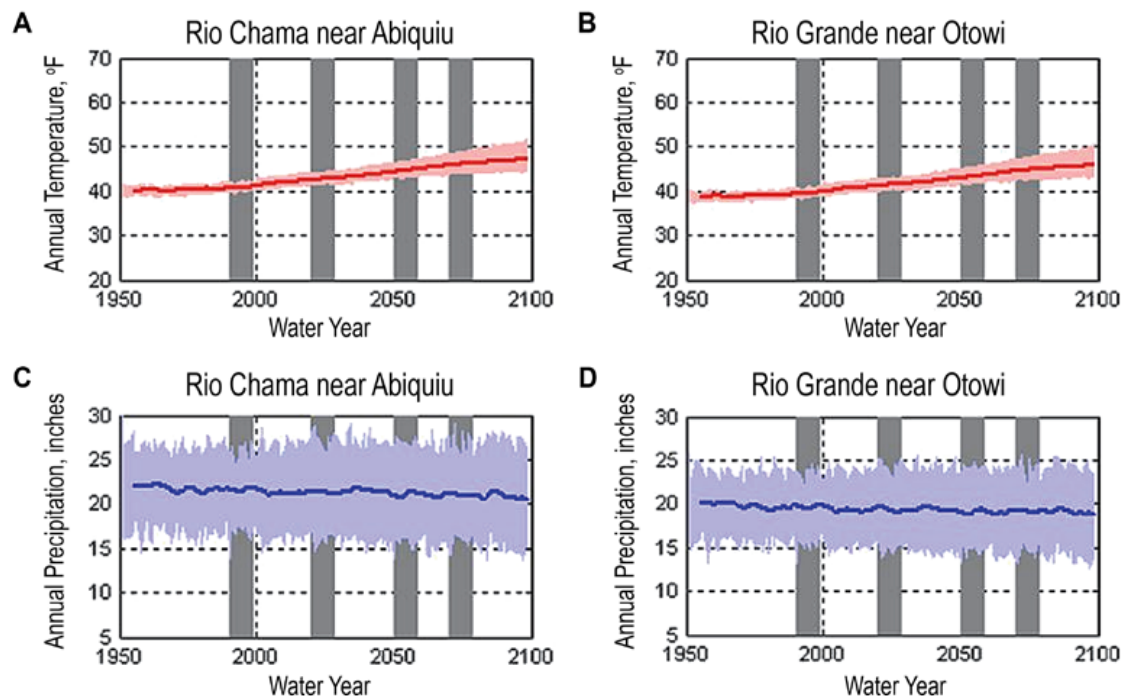 A
Rio Chama near Abiquiu
Annual Temperature, ºF
70
60
50
40
30
20
1950
2000
2050
2100
Water Year
B
Rio Grande near Otowi
Annual Temperature, ºF
70
60
50
40
30
20
1950
2000
2050
2100
Water Year
C
Rio Chama near Abiquiu
Annual Precipitation, inches
30
25
20
15
10
5
1950
2000
2050
2100
Water Year
D
Rio Grande near Otowi
Annual Precipitation, inches
30
25
20
15
10
5
1950
2000
2050
2100
Water Year